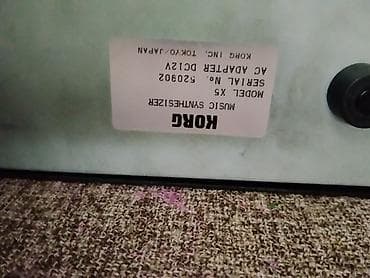 KORG
MUSIC SYNTHESIZER
MODEL X5
SERIAL No. 520902
AC ADAPTER DC12V
KORG INC. TOKYO/JAPAN